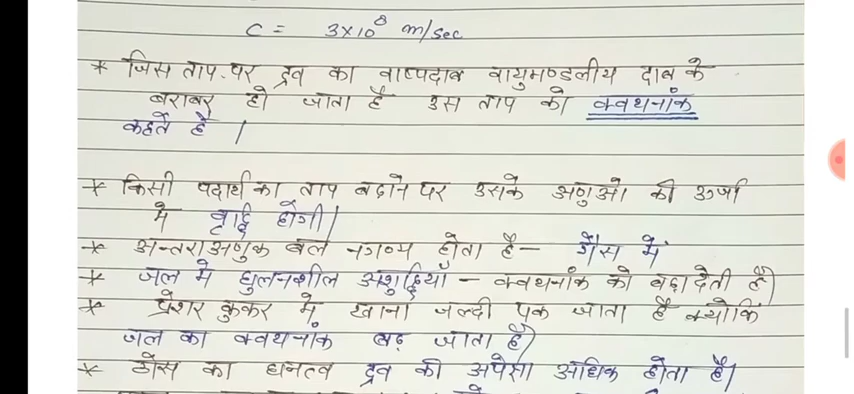 C = 3×10⁸ m/sec
* जिस ताप पर द्रव का वाष्पदाब वायुमण्डलीय दाब के
बराबर हो जाता है उस ताप को क्वथनांक
कहते है ।
* किसी पदार्थ का ताप बढाने पर उसके अणुओ की ऊर्जा
मे वृद्धि होगी।
* अन्तराअणुक बल नगण्य होता है - गैस में
* जल मे घुलनशील अशुद्धियाँ - क्वथनांक को बढा देती है।
* प्रेशर कुकर मे खाना जल्दी पक जाता है क्योकि
जल का क्वथनांक बढ़ जाता है।
* ठोस का घनत्व द्रव की अपेक्षा अधिक होता है।